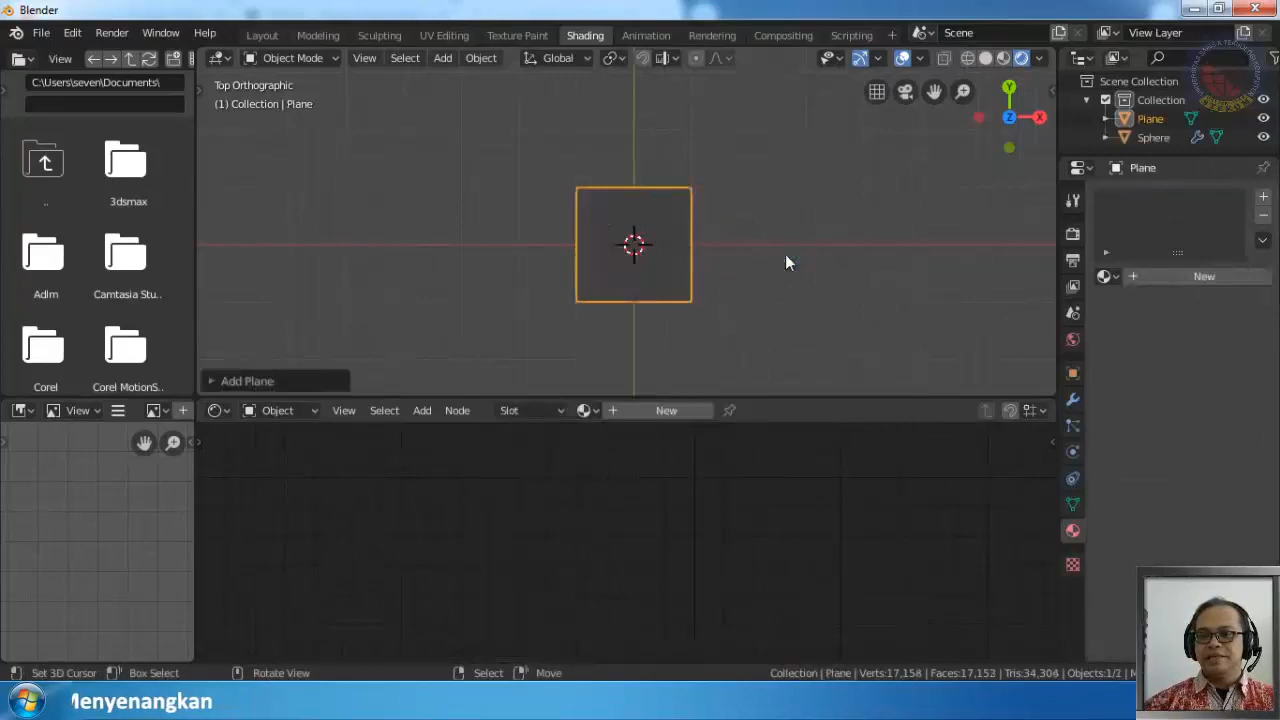 Blender
File Edit Render Window Help
Layout Modeling Sculpting UV Editing Texture Paint Shading Animation Rendering Compositing Scripting +
Scene
View Layer
View
Object Mode View Select Add Object Global
C:\Users\seven\Documents\
Top Orthographic
(1) Collection | Plane
Y
Z
X
Scene Collection
Collection
Plane
Sphere
Plane
..
3dsmax
AdIm
Camtasia Stu..
Corel
Corel MotionS..
Add Plane
New
View
Object View Select Add Node Slot New
Set 3D Cursor Box Select Rotate View Select Move
Collection | Plane | Verts:17,158 | Faces:17,153 | Tris:34,304 | Objects:1/2
Menyenangkan